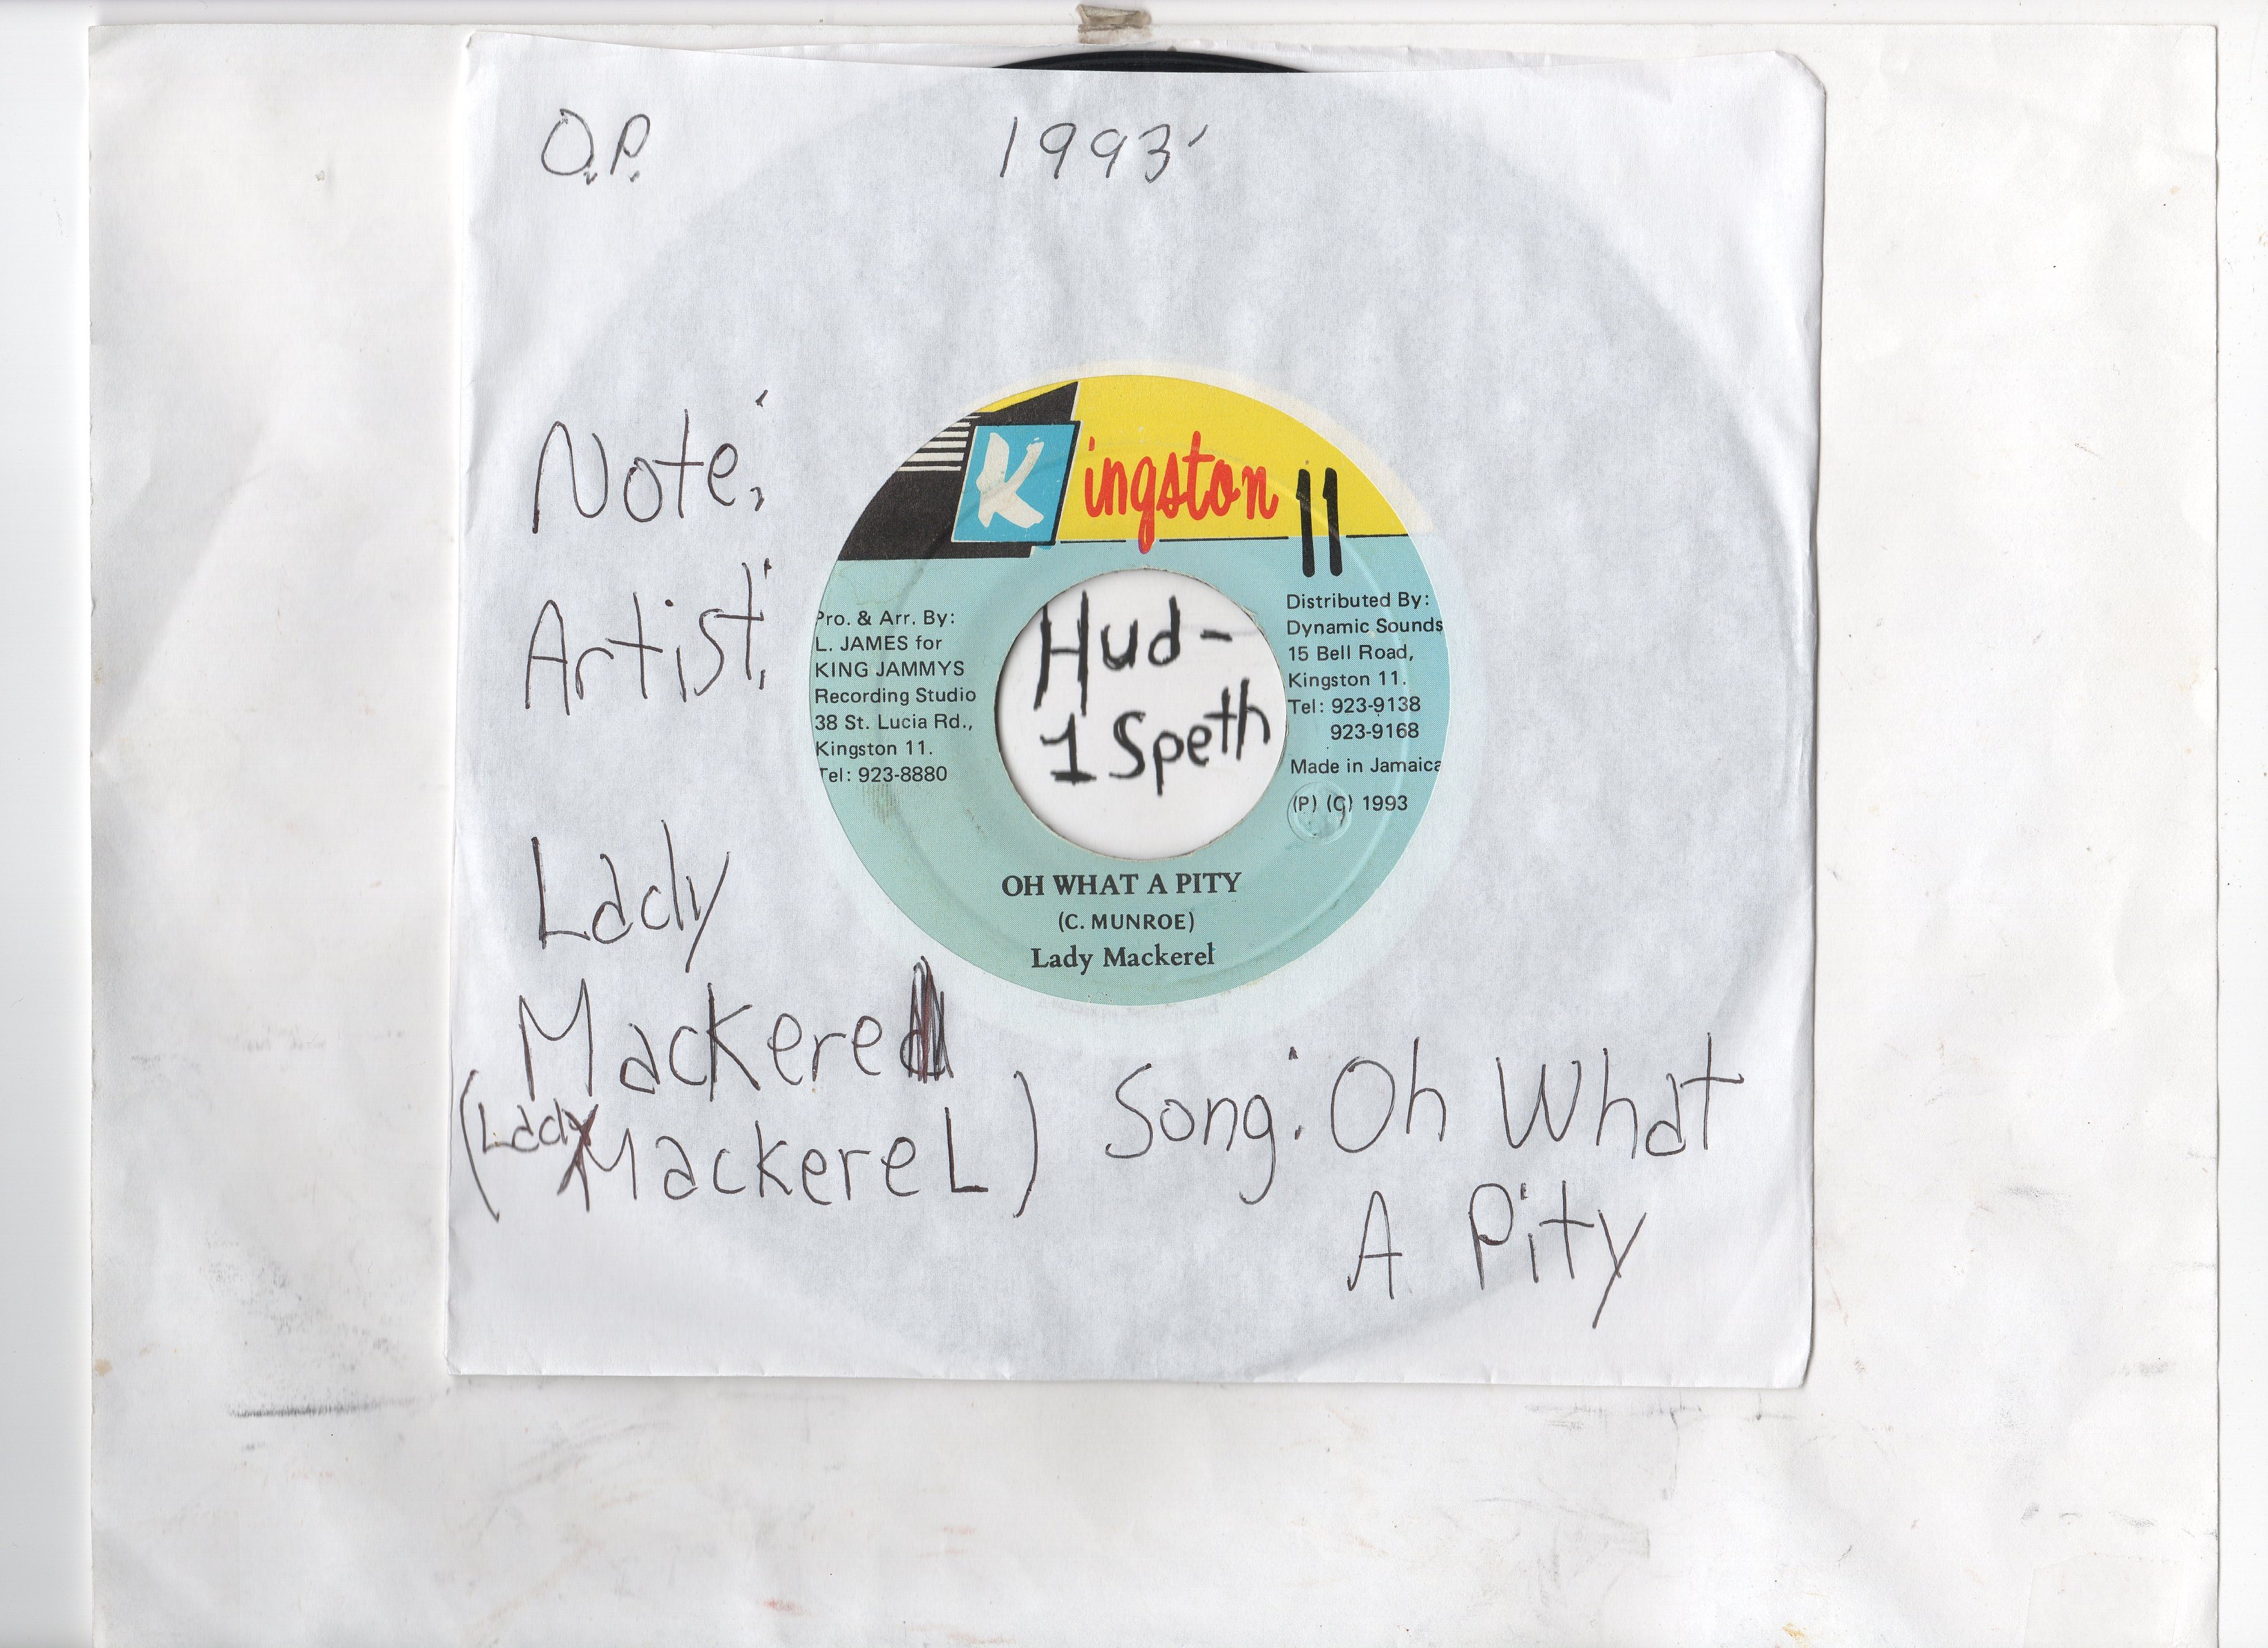 O.P. 1993'
Note:
Artist:
Lady
Mackerel
(Lady MackereL)
Song: Oh What
A Pity
Kingston 11
Pro. & Arr. By:
L. JAMES for
KING JAMMYS
Recording Studio
38 St. Lucia Rd.,
Kingston 11.
Tel: 923-8880
Hud-
1 Speth
Distributed By:
Dynamic Sounds
15 Bell Road,
Kingston 11.
Tel: 923-9138
923-9168
Made in Jamaica
(P) (C) 1993
OH WHAT A PITY
(C. MUNROE)
Lady Mackerel